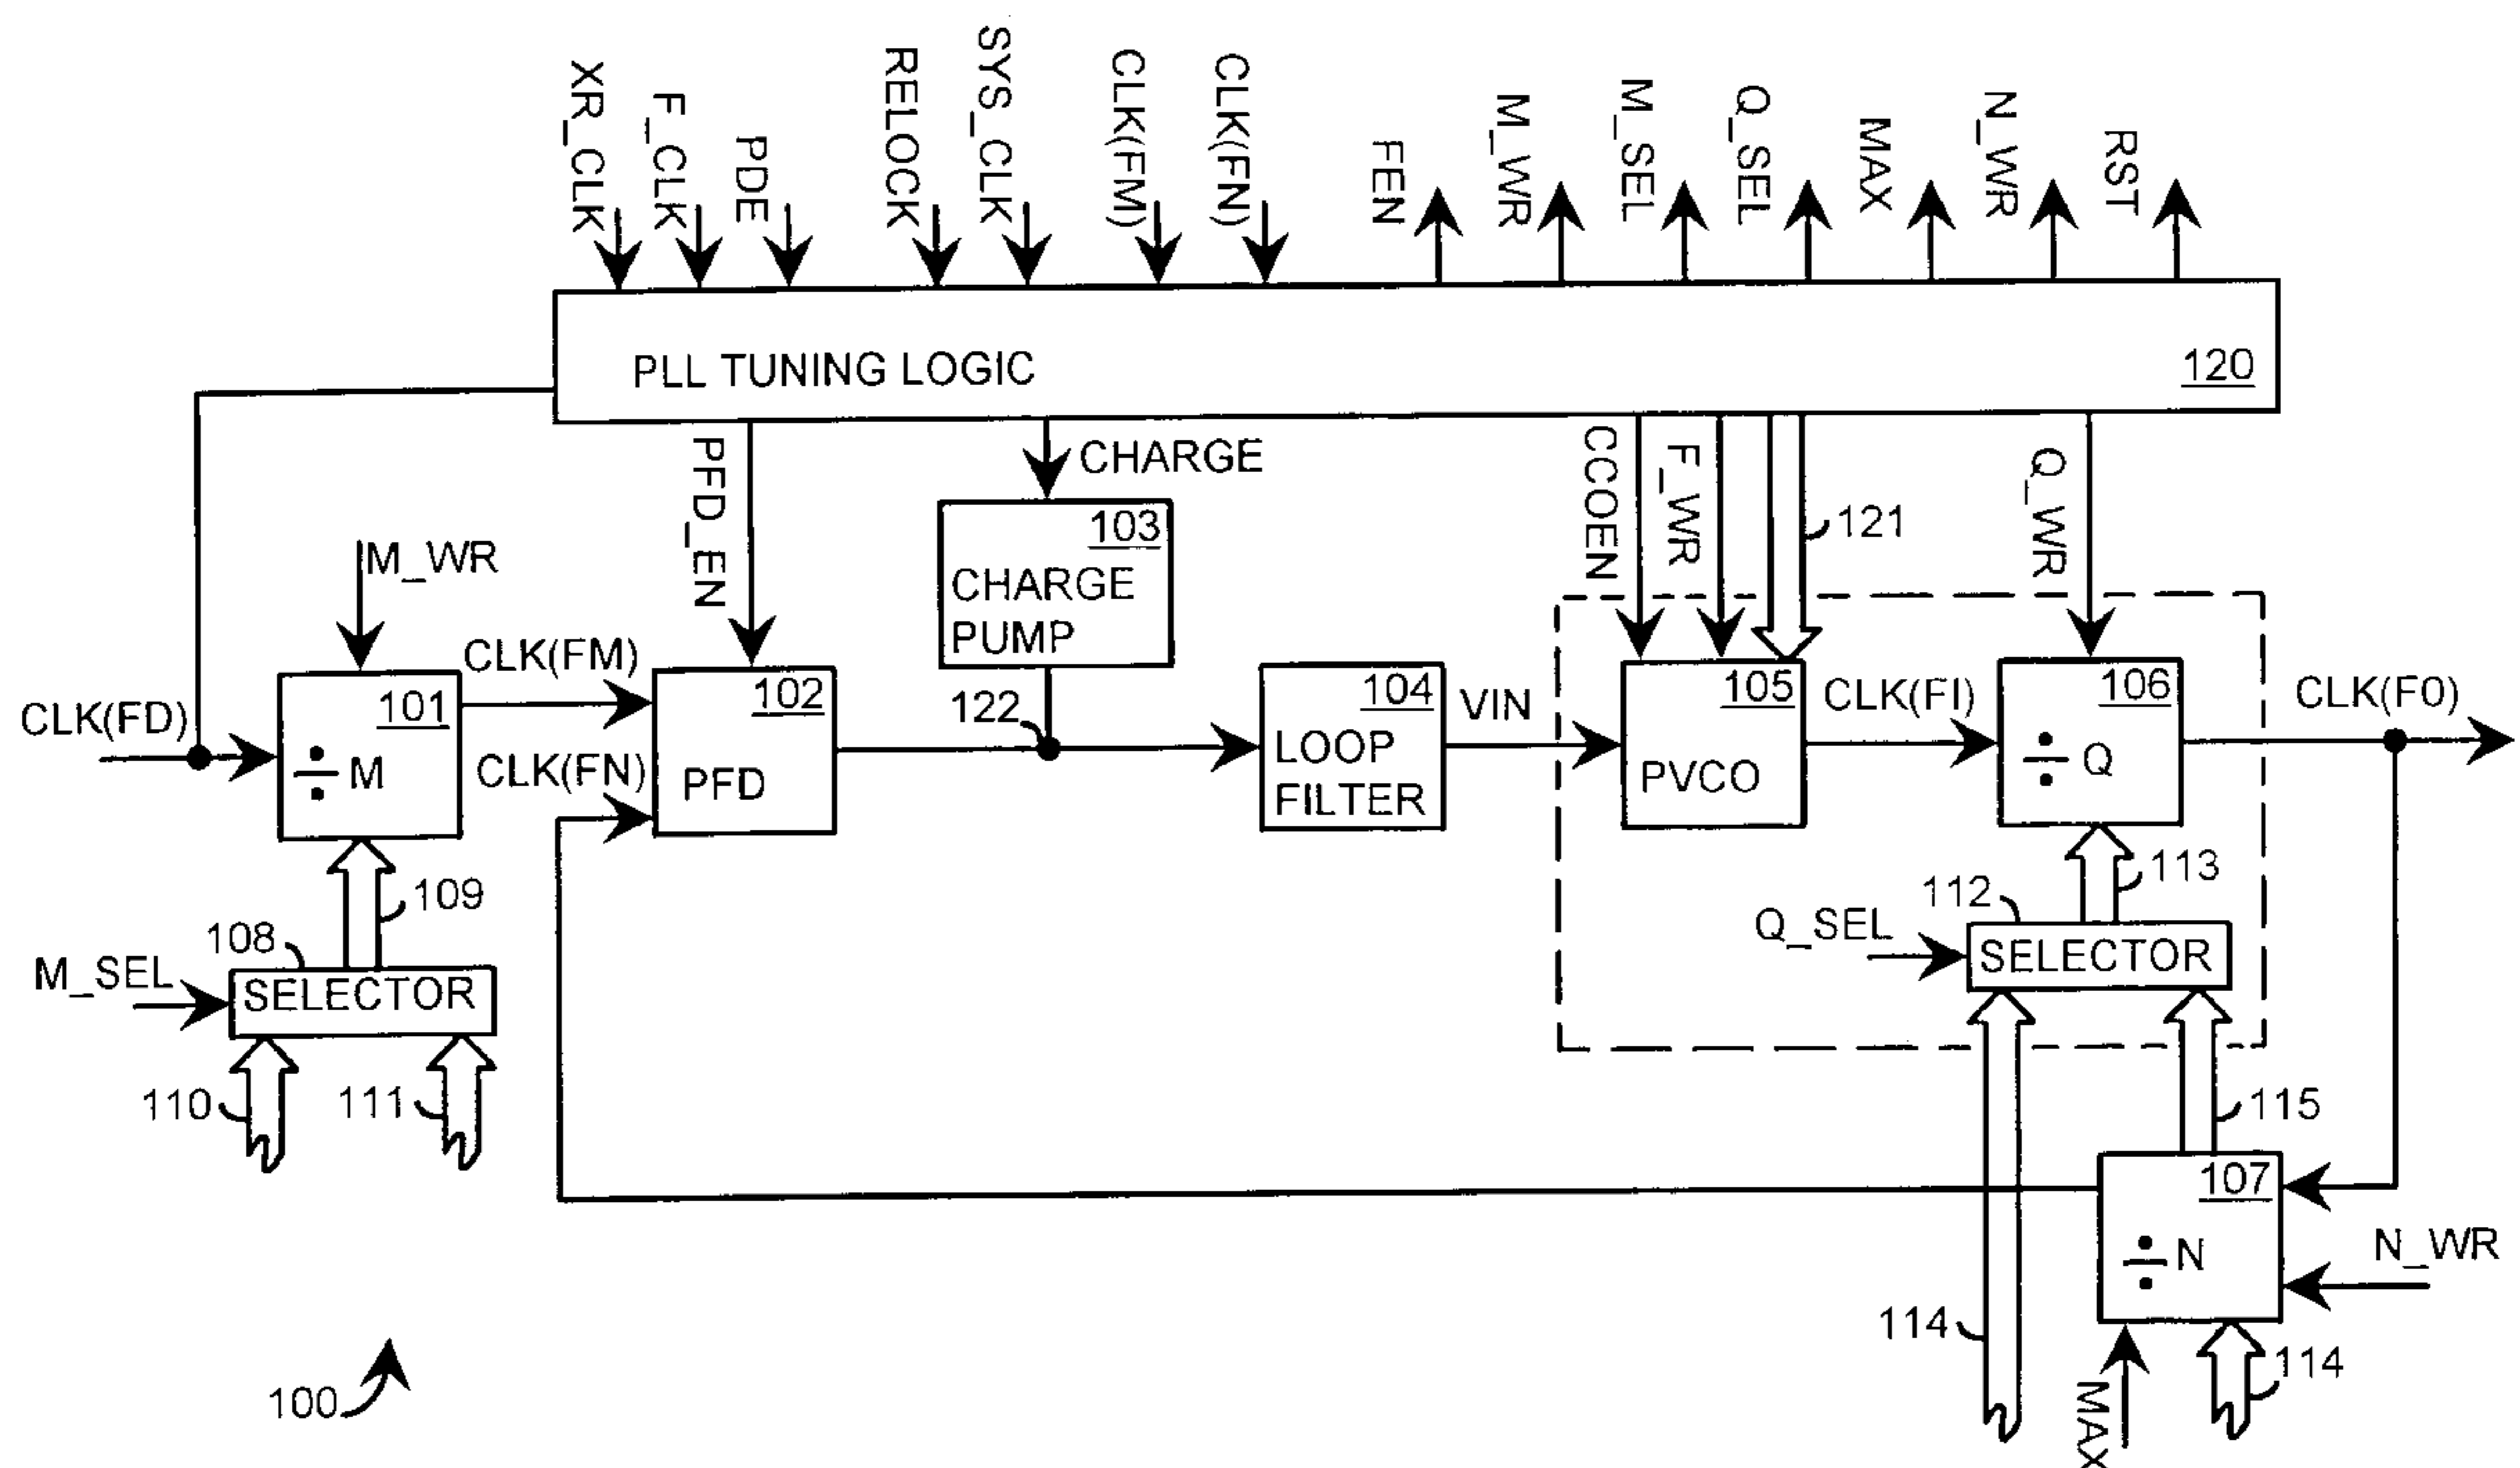 XR_CLK
F_CLK
PDE
RELOCK
SYS_CLK
CLK(FM)
CLK(FN)
FEN
M_WR
M_SEL
Q_SEL
MAX
N_WR
RST
PLL TUNING LOGIC
120
PFD_EN
CHARGE
CCOEN
F_WR
121
Q_WR
103
CHARGE
PUMP
M_WR
CLK(FD)
101
÷ M
CLK(FM)
CLK(FN)
102
PFD
122
104
LOOP
FILTER
VIN
105
PVCO
CLK(FI)
106
÷ Q
CLK(FO)
109
108
M_SEL
SELECTOR
110
111
113
112
Q_SEL
SELECTOR
115
107
÷ N
N_WR
114
MAX
114
100